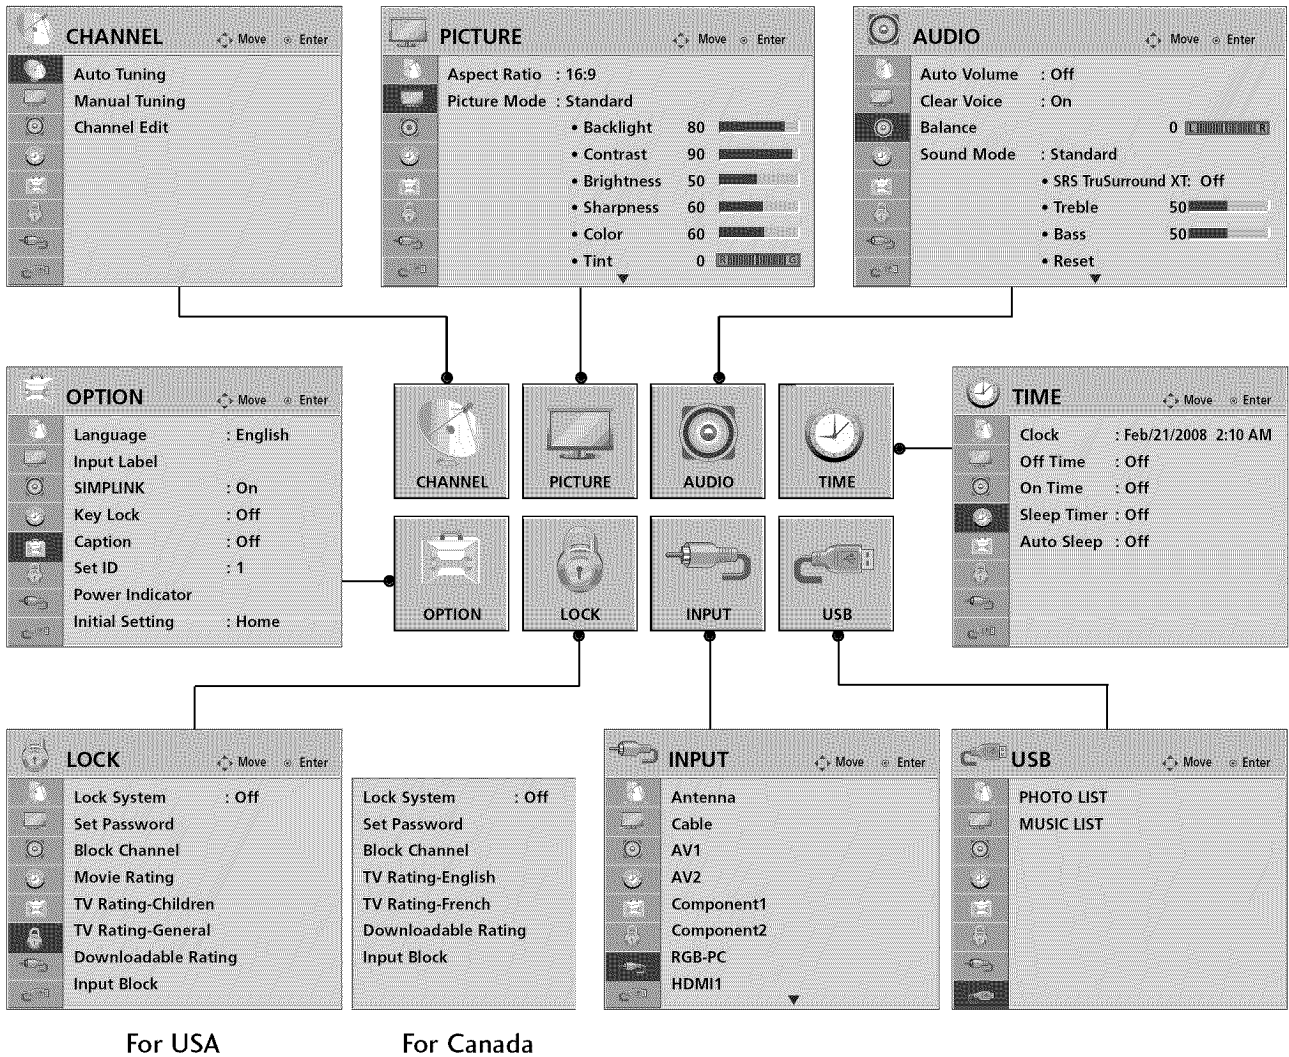 CHANNEL
Move Enter
Auto Tuning
Manual Tuning
Channel Edit
PICTURE
Move Enter
Aspect Ratio : 16:9
Picture Mode : Standard
• Backlight 80
• Contrast 90
• Brightness 50
• Sharpness 60
• Color 60
• Tint 0 R G
AUDIO
Move Enter
Auto Volume : Off
Clear Voice : On
Balance 0 L R
Sound Mode : Standard
• SRS TruSurround XT: Off
• Treble 50
• Bass 50
• Reset
OPTION
Move Enter
Language : English
Input Label
SIMPLINK : On
Key Lock : Off
Caption : Off
Set ID : 1
Power Indicator
Initial Setting : Home
CHANNEL
PICTURE
AUDIO
TIME
OPTION
LOCK
INPUT
USB
TIME
Move Enter
Clock : Feb/21/2008 2:10 AM
Off Time : Off
On Time : Off
Sleep Timer : Off
Auto Sleep : Off
LOCK
Move Enter
Lock System : Off
Set Password
Block Channel
Movie Rating
TV Rating-Children
TV Rating-General
Downloadable Rating
Input Block
For USA
Lock System : Off
Set Password
Block Channel
TV Rating-English
TV Rating-French
Downloadable Rating
Input Block
For Canada
INPUT
Move Enter
Antenna
Cable
AV1
AV2
Component1
Component2
RGB-PC
HDMI1
USB
Move Enter
PHOTO LIST
MUSIC LIST